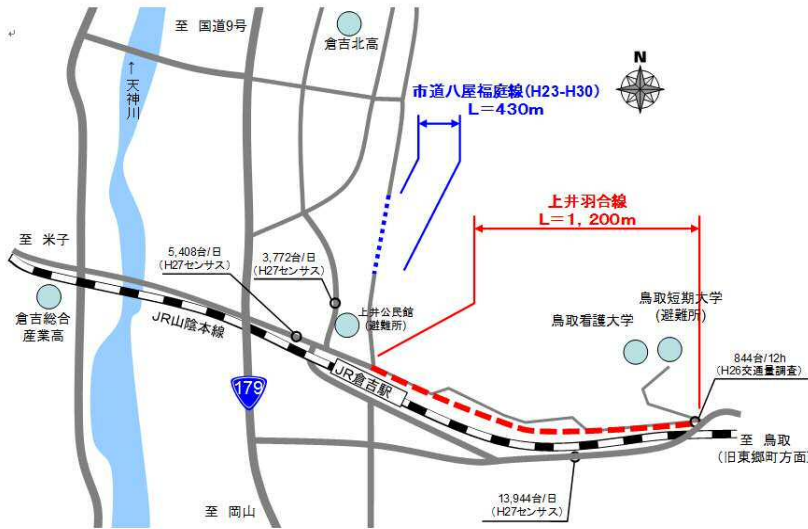 至 国道9号
倉吉北高
↑天神川
N
市道八屋福庭線(H23-H30)
L=430m
上井羽合線
L=1, 200m
至 米子
5,408台/日
(H27センサス)
3,772台/日
(H27センサス)
倉吉総合
産業高
JR山陰本線
上井公民館
(避難所)
鳥取看護大学
鳥取短期大学
(避難所)
844台/12h
(H26交通量調査)
179
JR倉吉駅
至 鳥取
(旧東郷町方面)
13,944台/日
(H27センサス)
至 岡山